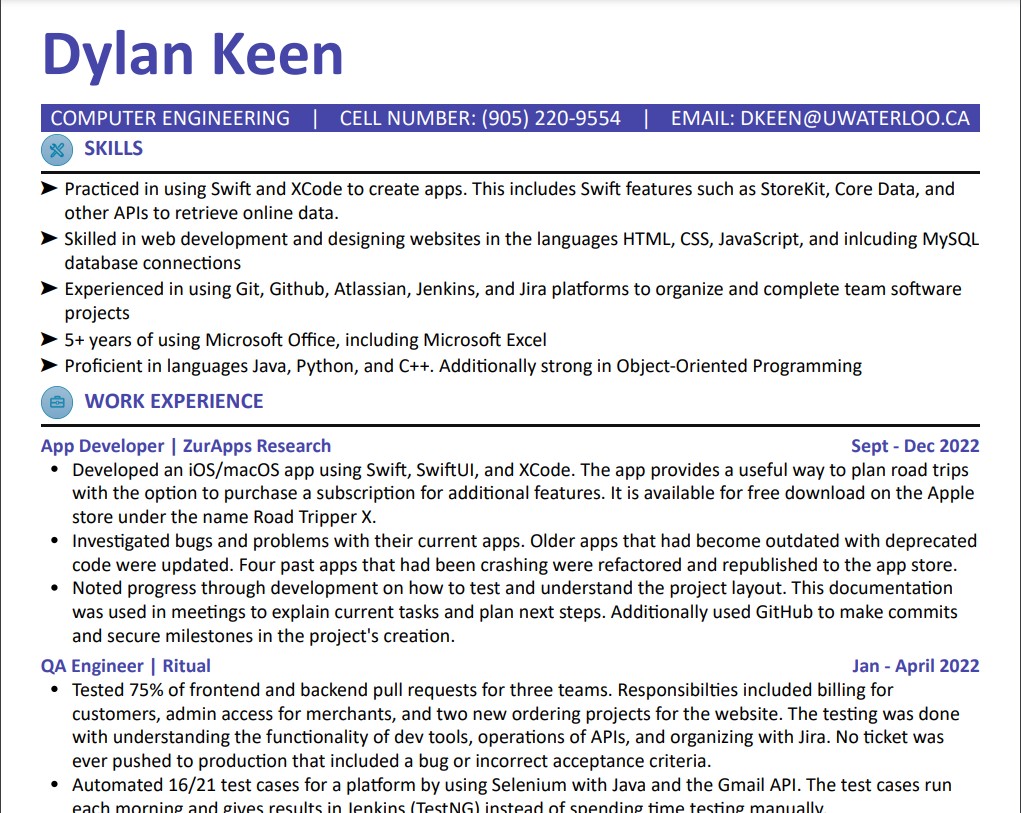 Dylan Keen
COMPUTER ENGINEERING | CELL NUMBER: (905) 220-9554 | EMAIL: DKEEN@UWATERLOO.CA
SKILLS
➤ Practiced in using Swift and XCode to create apps. This includes Swift features such as StoreKit, Core Data, and
other APIs to retrieve online data.
➤ Skilled in web development and designing websites in the languages HTML, CSS, JavaScript, and inlcuding MySQL
database connections
➤ Experienced in using Git, Github, Atlassian, Jenkins, and Jira platforms to organize and complete team software
projects
➤ 5+ years of using Microsoft Office, including Microsoft Excel
➤ Proficient in languages Java, Python, and C++. Additionally strong in Object-Oriented Programming
WORK EXPERIENCE
App Developer | ZurApps Research Sept - Dec 2022
• Developed an iOS/macOS app using Swift, SwiftUI, and XCode. The app provides a useful way to plan road trips
with the option to purchase a subscription for additional features. It is available for free download on the Apple
store under the name Road Tripper X.
• Investigated bugs and problems with their current apps. Older apps that had become outdated with deprecated
code were updated. Four past apps that had been crashing were refactored and republished to the app store.
• Noted progress through development on how to test and understand the project layout. This documentation
was used in meetings to explain current tasks and plan next steps. Additionally used GitHub to make commits
and secure milestones in the project's creation.
QA Engineer | Ritual Jan - April 2022
• Tested 75% of frontend and backend pull requests for three teams. Responsibilties included billing for
customers, admin access for merchants, and two new ordering projects for the website. The testing was done
with understanding the functionality of dev tools, operations of APIs, and organizing with Jira. No ticket was
ever pushed to production that included a bug or incorrect acceptance criteria.
• Automated 16/21 test cases for a platform by using Selenium with Java and the Gmail API. The test cases run
each morning and gives results in Jenkins (TestNG) instead of spending time testing manually.